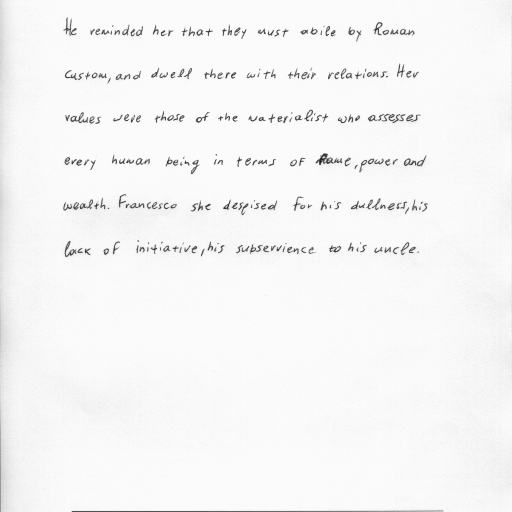 He reminded her that they must abide by Roman
Custom, and dwell there with their relations. Her
values were those of the materialist who assesses
every human being in terms of fame, power and
wealth. Francesco she despised for his dullness, his
lack of initiative, his subservience to his uncle.